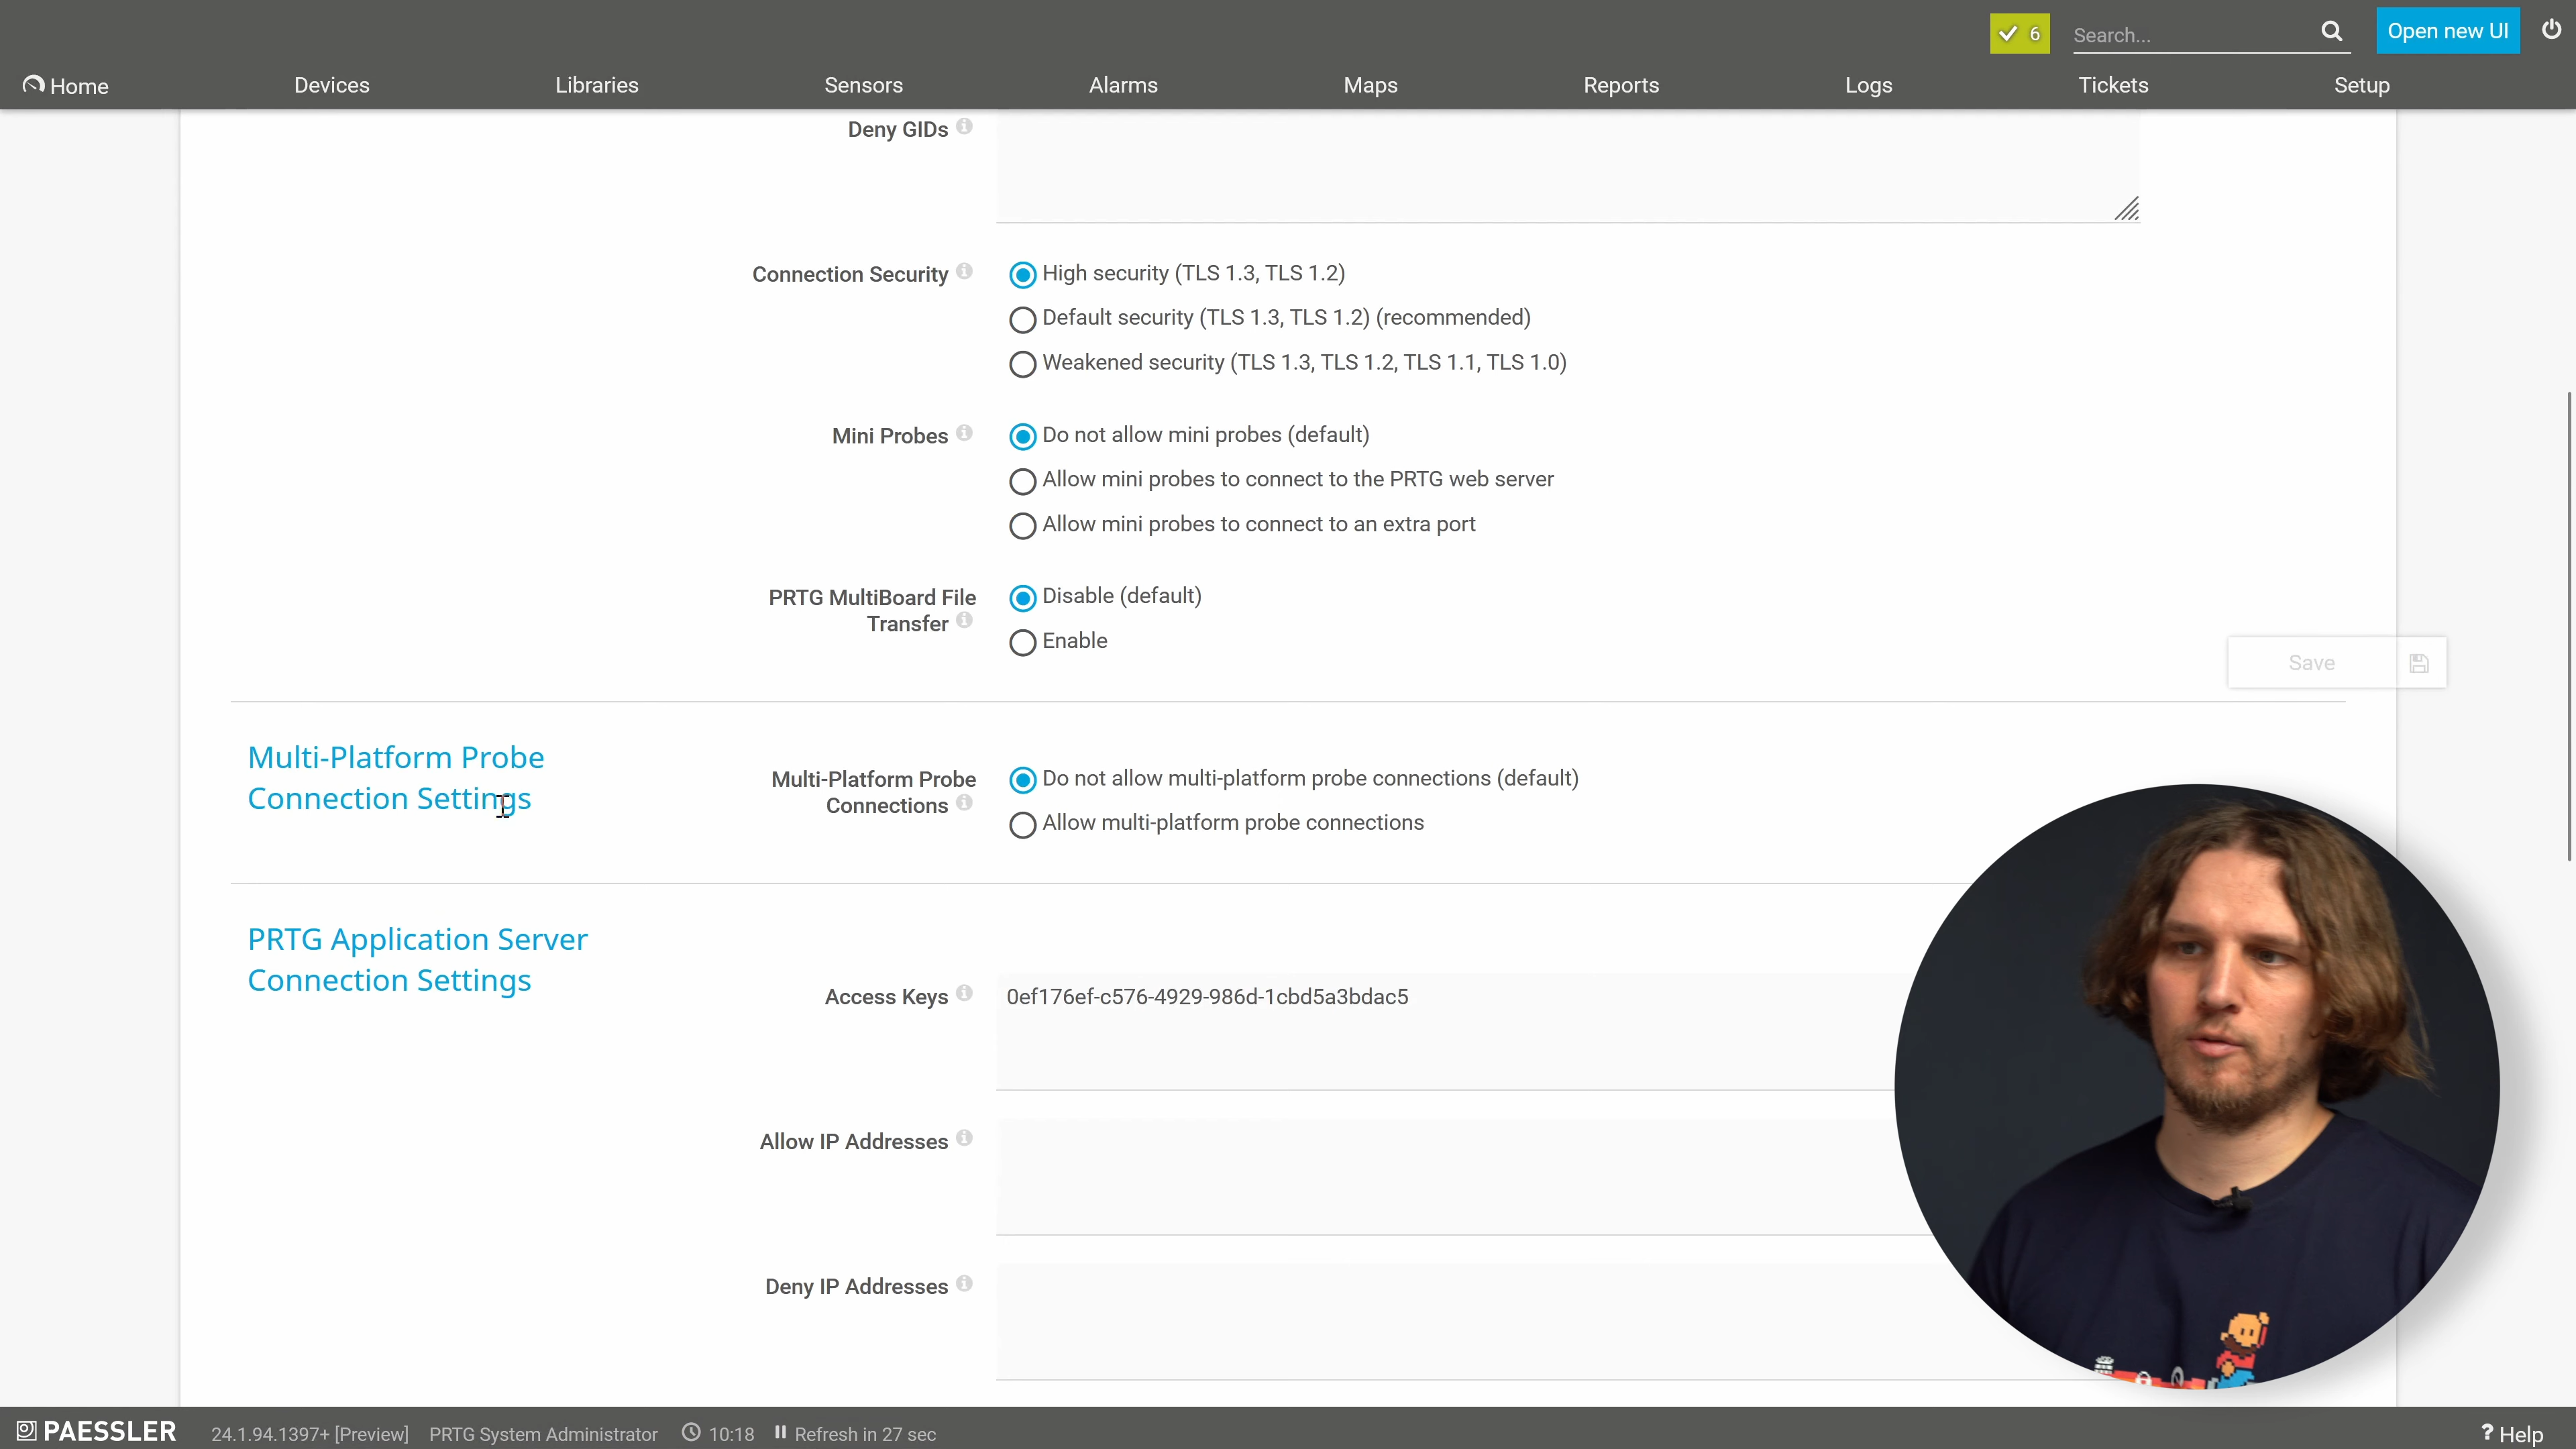 6
Search...
Open new UI
Home
Devices
Libraries
Sensors
Alarms
Maps
Reports
Logs
Tickets
Setup
Deny GIDs
Connection Security
High security (TLS 1.3, TLS 1.2)
Default security (TLS 1.3, TLS 1.2) (recommended)
Weakened security (TLS 1.3, TLS 1.2, TLS 1.1, TLS 1.0)
Mini Probes
Do not allow mini probes (default)
Allow mini probes to connect to the PRTG web server
Allow mini probes to connect to an extra port
PRTG MultiBoard File
Transfer
Disable (default)
Enable
Save
Multi-Platform Probe
Connection Settings
Multi-Platform Probe
Connections
Do not allow multi-platform probe connections (default)
Allow multi-platform probe connections
PRTG Application Server
Connection Settings
Access Keys
0ef176ef-c576-4929-986d-1cbd5a3bdac5
Allow IP Addresses
Deny IP Addresses
PAESSLER
24.1.94.1397+ [Preview]
PRTG System Administrator
10:18
Refresh in 27 sec
? Help